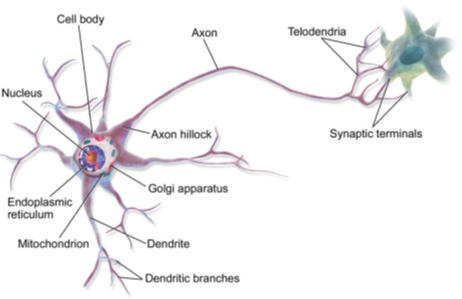 Cell body
Axon
Telodendria
Nucleus
Axon hillock
Synaptic terminals
Golgi apparatus
Endoplasmic
reticulum
Mitochondrion
Dendrite
Dendritic branches